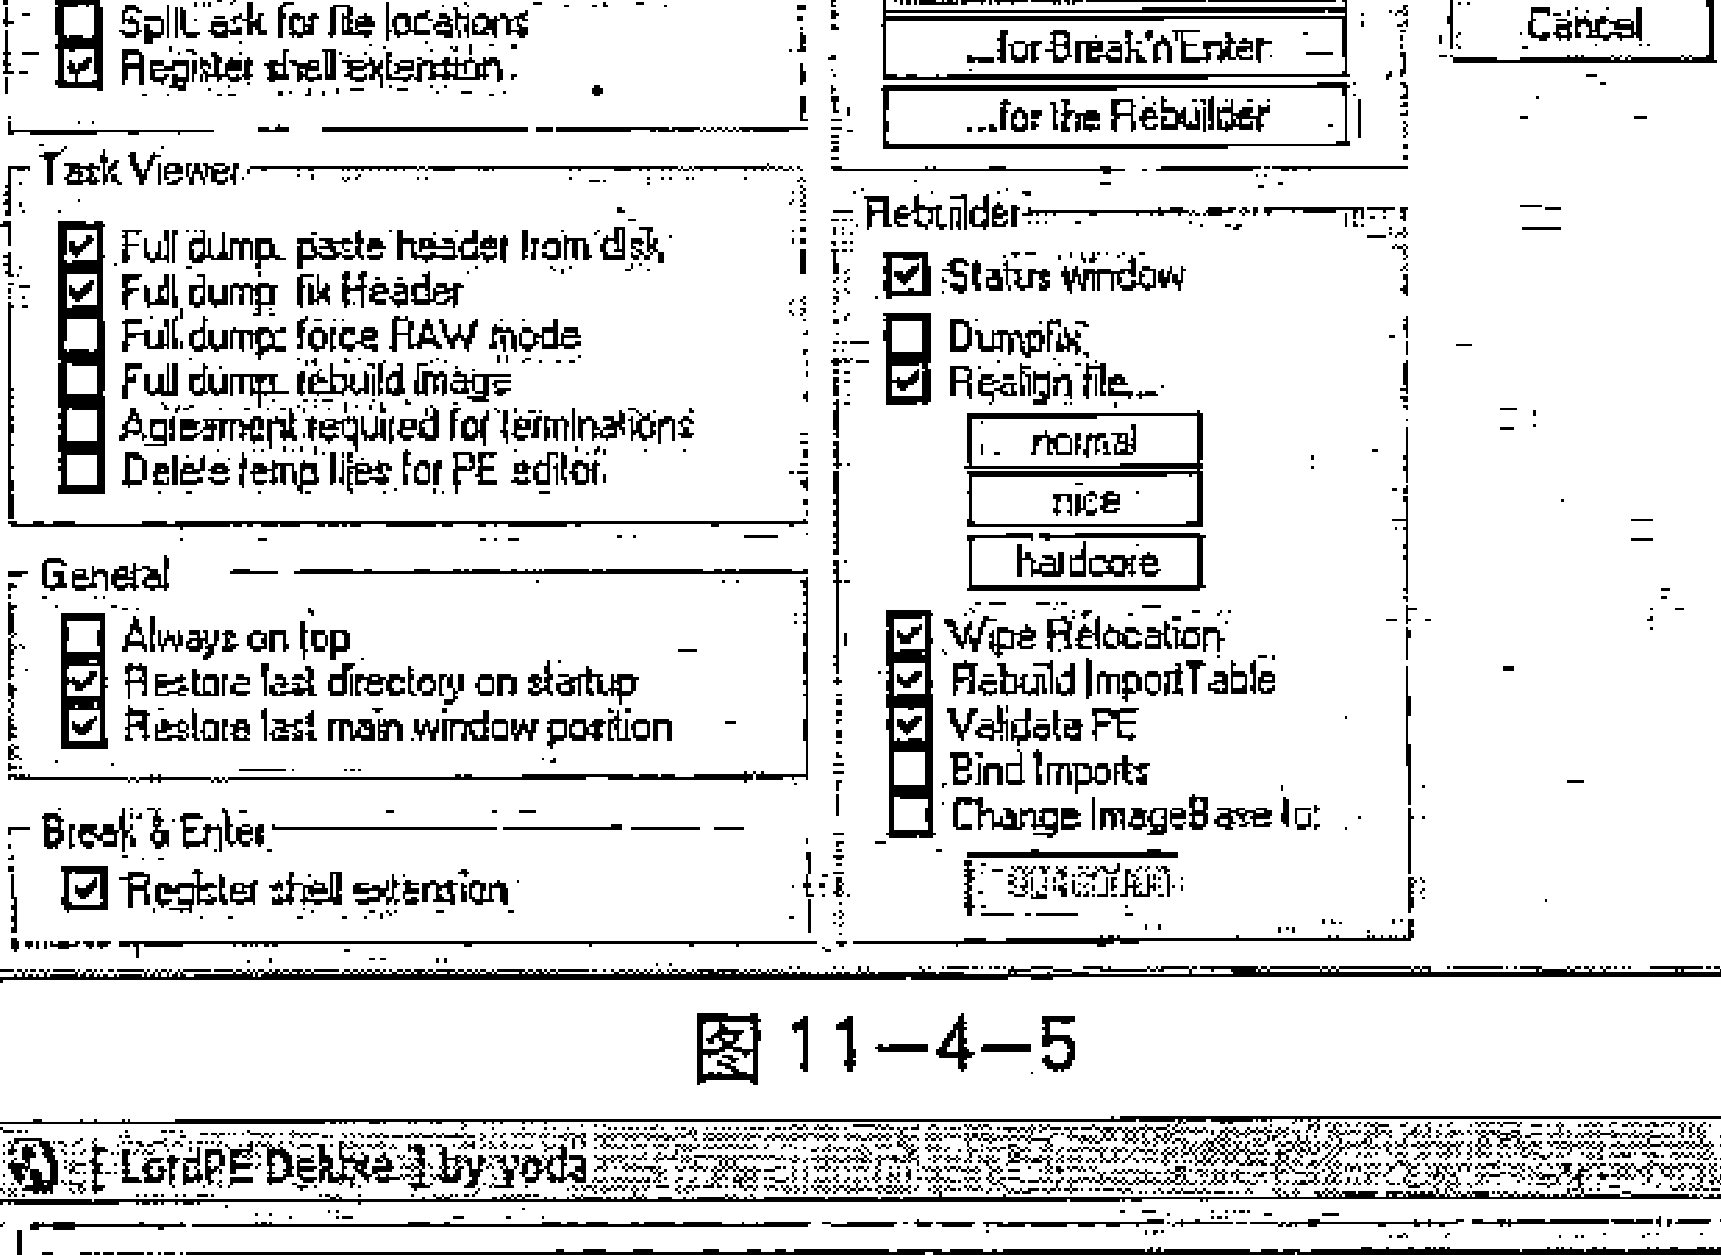 Split: ask for file locations
Register shell extension
...for Break'n'Enter
...for the Rebuilder
Cancel
Task Viewer
Full dump: paste header from disk
Full dump: fix Header
Full dump: force RAW mode
Full dump: rebuild image
Agreament required for terminations
Delete temp files for PE editor
General
Always on top
Restore last directory on startup
Restore last main window position
Break & Enter
Register shell extension
Rebuilder
Status window
Dumpfix
Realign file...
normal
nice
hardcore
Wipe Relocation
Rebuild ImportTable
Validate PE
Bind Imports
Change ImageBase to:
图 11-4-5
[ LordPE Deluxe ] by yoda